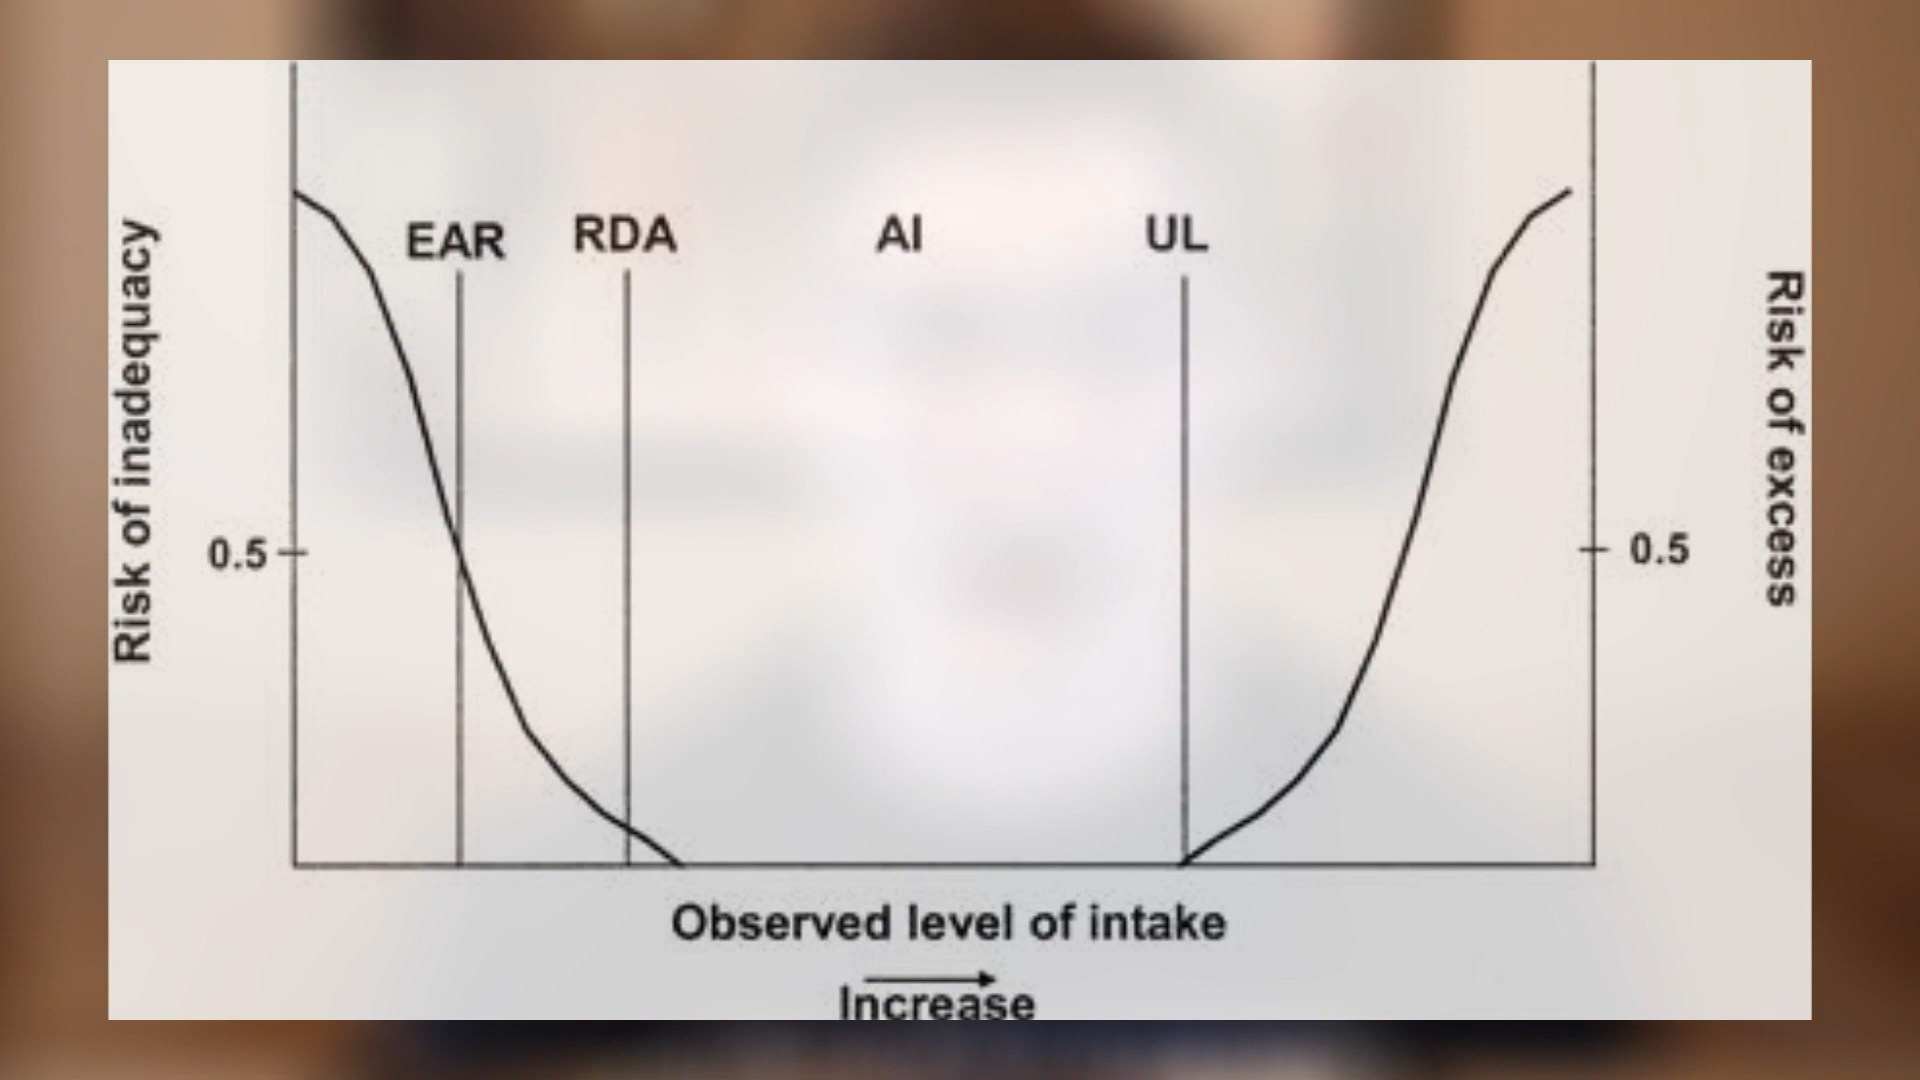 EAR
RDA
AI
UL
Risk of inadequacy
0.5
0.5
Risk of excess
Observed level of intake
Increase